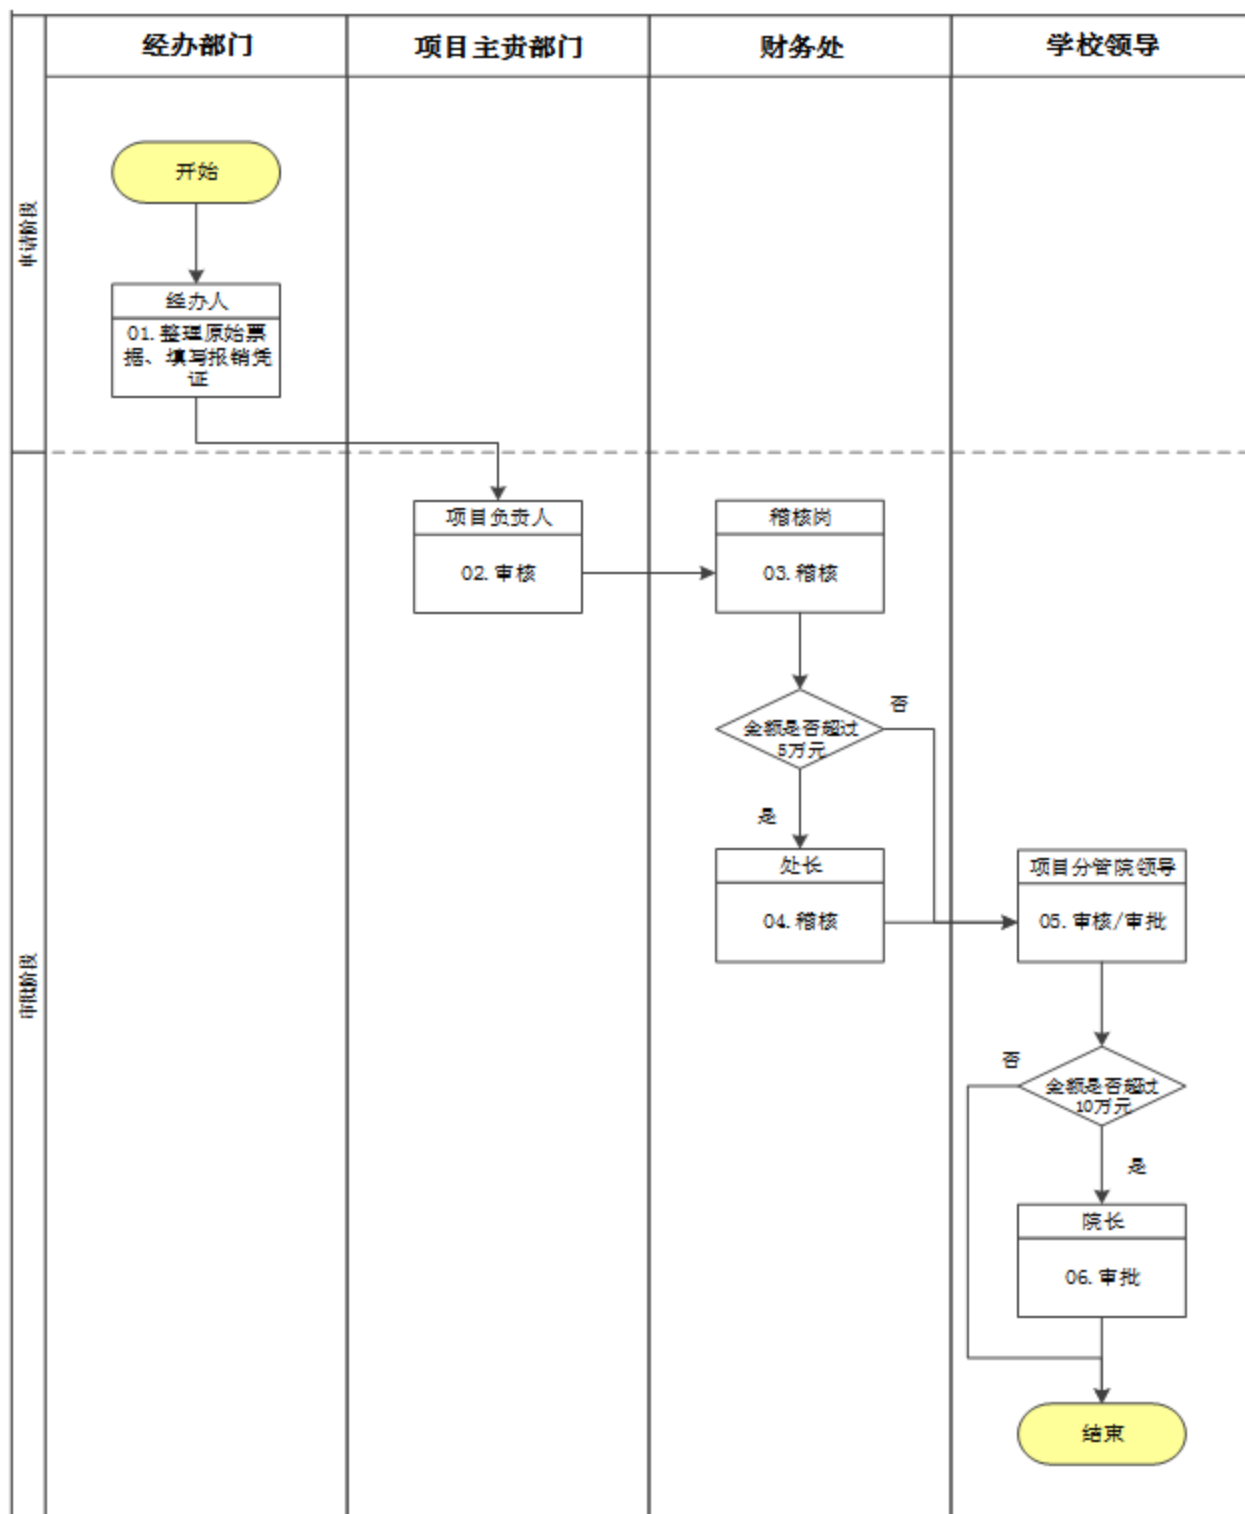 经办部门
项目主责部门
财务处
学校领导
申请阶段
开始
经办人
01.整理原始票
据、填写报销凭
证
审批阶段
项目负责人
02.审核
稽核岗
03.稽核
金额是否超过
5万元
否
是
处长
04.稽核
项目分管院领导
05.审核/审批
金额是否超过
10万元
否
是
院长
06.审批
结束